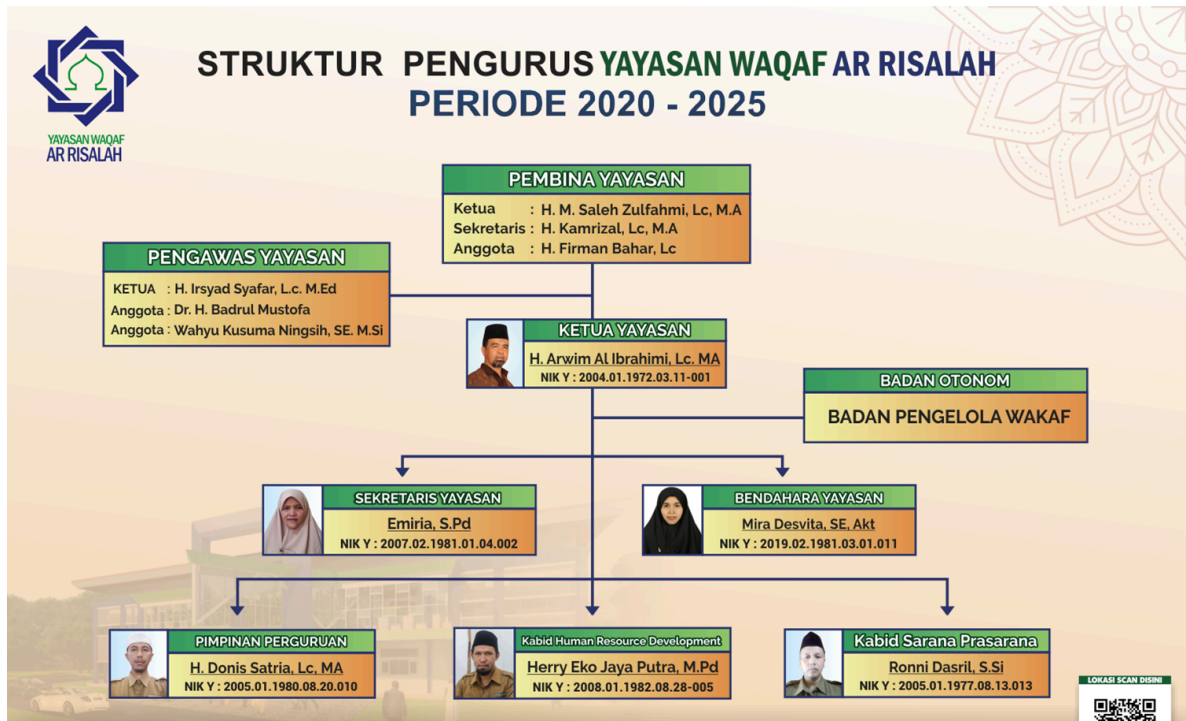 STRUKTUR PENGURUS YAYASAN WAQAF AR RISALAH
PERIODE 2020 - 2025
YAYASAN WAQAF
AR RISALAH
PEMBINA YAYASAN
Ketua : H. M. Saleh Zulfahmi, Lc, M.A
Sekretaris : H. Kamrizal, Lc, M.A
Anggota : H. Firman Bahar, Lc
PENGAWAS YAYASAN
KETUA : H. Irsyad Syafar, L.c. M.Ed
Anggota : Dr. H. Badrul Mustofa
Anggota : Wahyu Kusuma Ningsih, SE. M.Si
KETUA YAYASAN
H. Arwim Al Ibrahimi, Lc. MA
NIK Y : 2004.01.1972.03.11-001
BADAN OTONOM
BADAN PENGELOLA WAKAF
SEKRETARIS YAYASAN
Emiria, S.Pd
NIK Y : 2007.02.1981.01.04.002
BENDAHARA YAYASAN
Mira Desvita, SE, Akt
NIK Y : 2019.02.1981.03.01.011
PIMPINAN PERGURUAN
H. Donis Satria, Lc, MA
NIK Y : 2005.01.1980.08.20.010
Kabid Human Resource Development
Herry Eko Jaya Putra, M.Pd
NIK Y : 2008.01.1982.08.28-005
Kabid Sarana Prasarana
Ronni Dasril, S.Si
NIK Y : 2005.01.1977.08.13.013
LOKASI SCAN DISINI